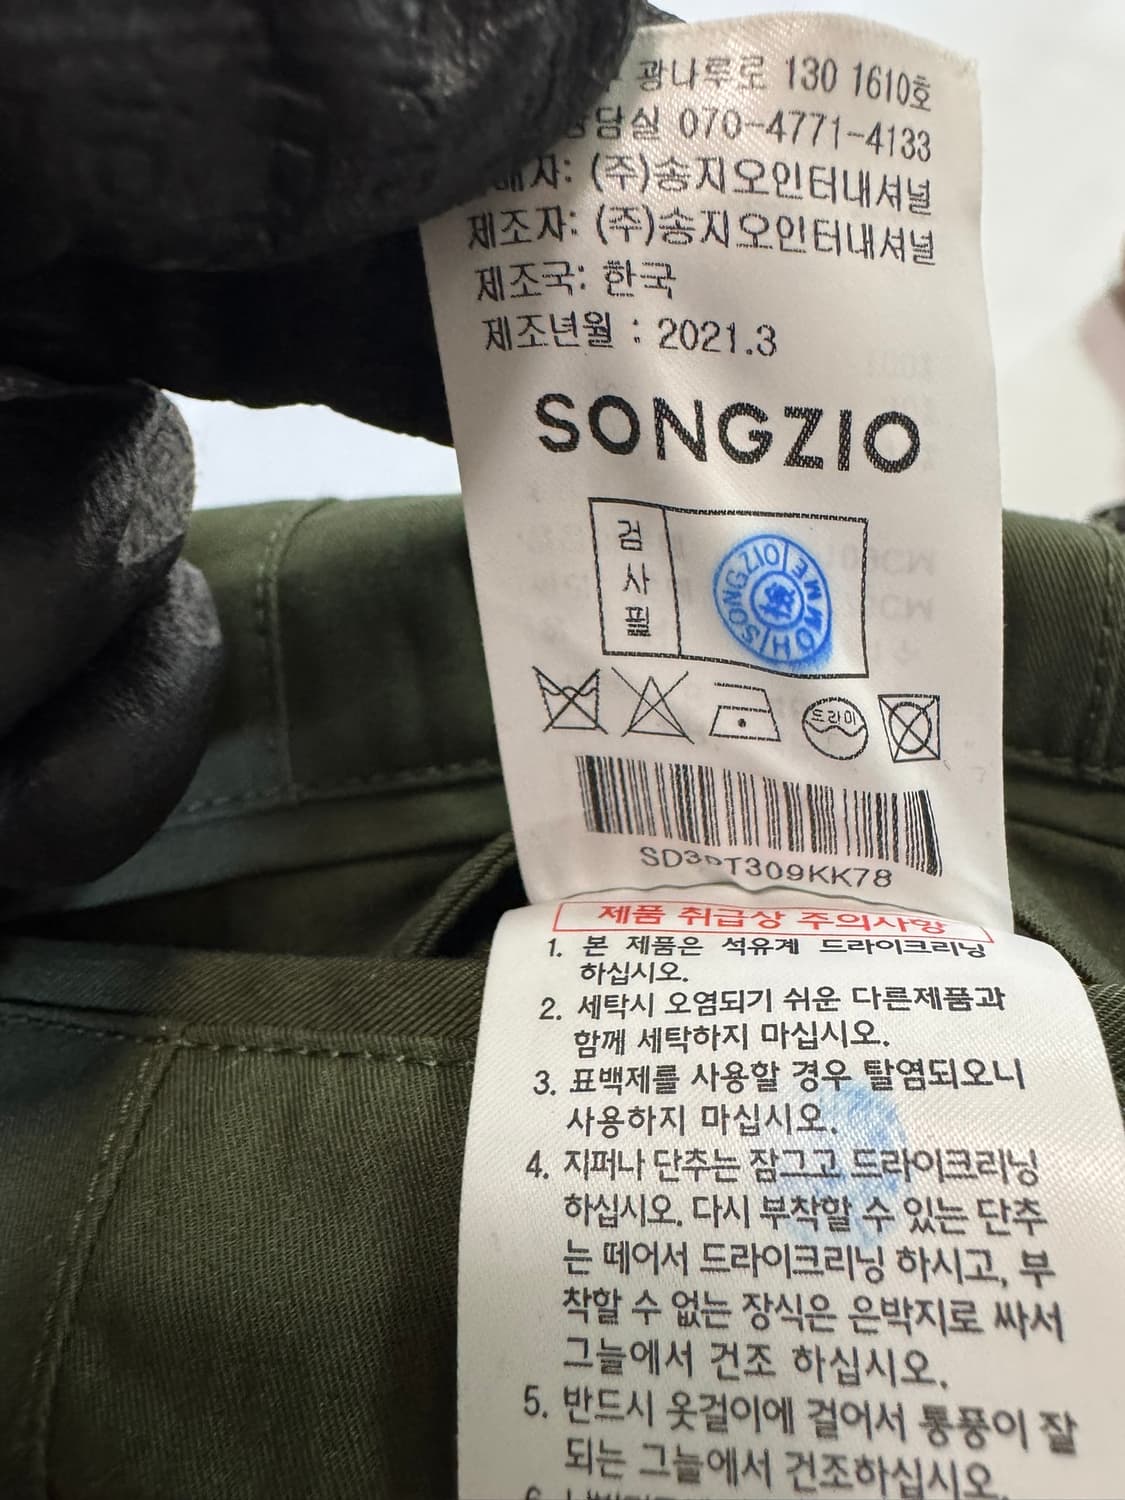 광나루로 130 1610호
상담실 070-4771-4133
(주)송지오인터내셔널
제조자: (주)송지오인터내셔널
제조국: 한국
제조년월 : 2021.3
SONGZIO
검사필
SONGZIO HOMME
드라이
제품 취급상 주의사항
1. 본 제품은 석유계 드라이크리닝
하십시오.
2. 세탁시 오염되기 쉬운 다른제품과
함께 세탁하지 마십시오.
3. 표백제를 사용할 경우 탈염되오니
사용하지 마십시오.
4. 지퍼나 단추는 잠그고 드라이크리닝
하십시오. 다시 부착할 수 있는 단추
는 떼어서 드라이크리닝 하시고, 부
착할 수 없는 장식은 은박지로 싸서
그늘에서 건조 하십시오.
5. 반드시 옷걸이에 걸어서 통풍이 잘
되는 그늘에서 건조하십시오.